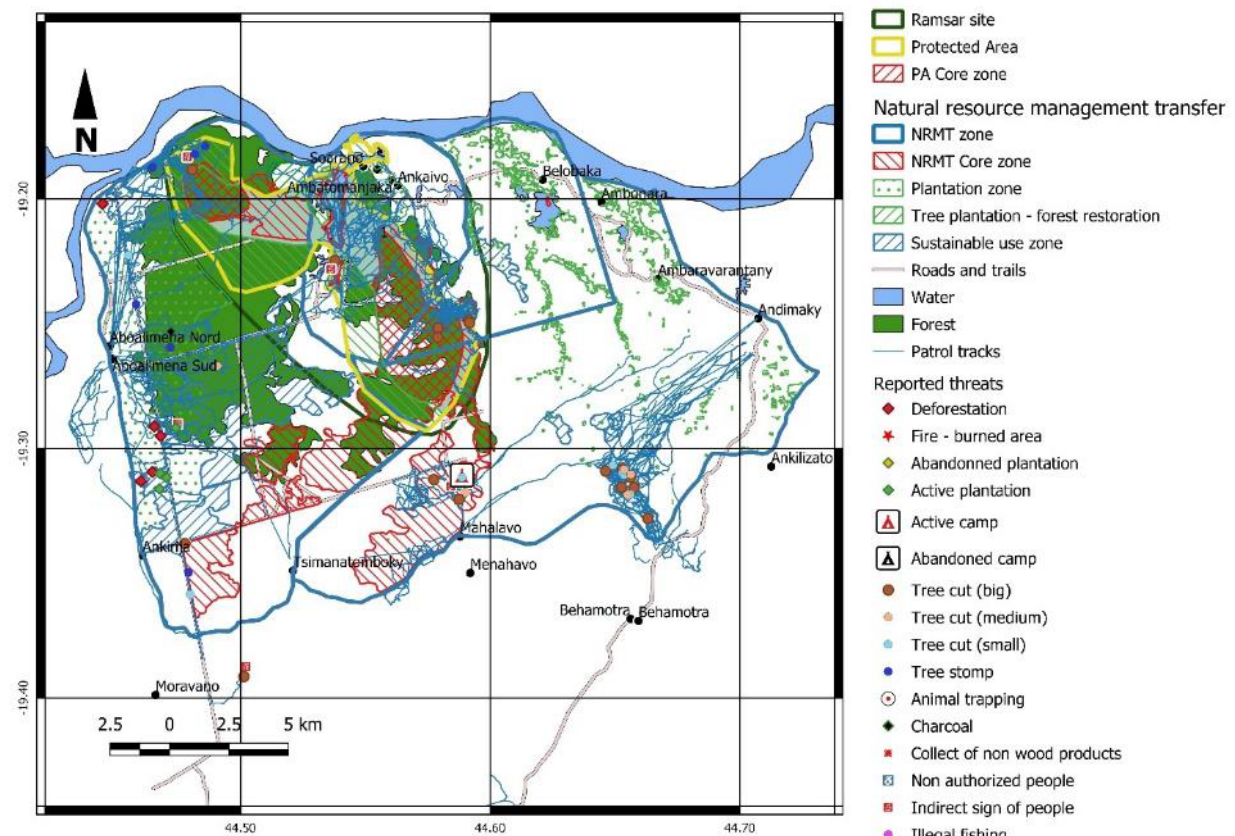 N
Soarano
Ambatomanjaka
Ankaivo
Belobaka
Ambonara
Ambaravarantany
Andimaky
Aboalimena Nord
Aboalimena Sud
Ankilizato
Mahalavo
Ankima
Tsimanatemboky
Menahavo
Behamotra
Behamotra
Moravano
2.5 0 2.5 5 km
-19.20
-19.30
-19.40
44.50 44.60 44.70
Ramsar site
Protected Area
PA Core zone
Natural resource management transfer
NRMT zone
NRMT Core zone
Plantation zone
Tree plantation - forest restoration
Sustainable use zone
Roads and trails
Water
Forest
Patrol tracks
Reported threats
Deforestation
Fire - burned area
Abandonned plantation
Active plantation
Active camp
Abandoned camp
Tree cut (big)
Tree cut (medium)
Tree cut (small)
Tree stomp
Animal trapping
Charcoal
Collect of non wood products
Non authorized people
Indirect sign of people
Illegal fishing